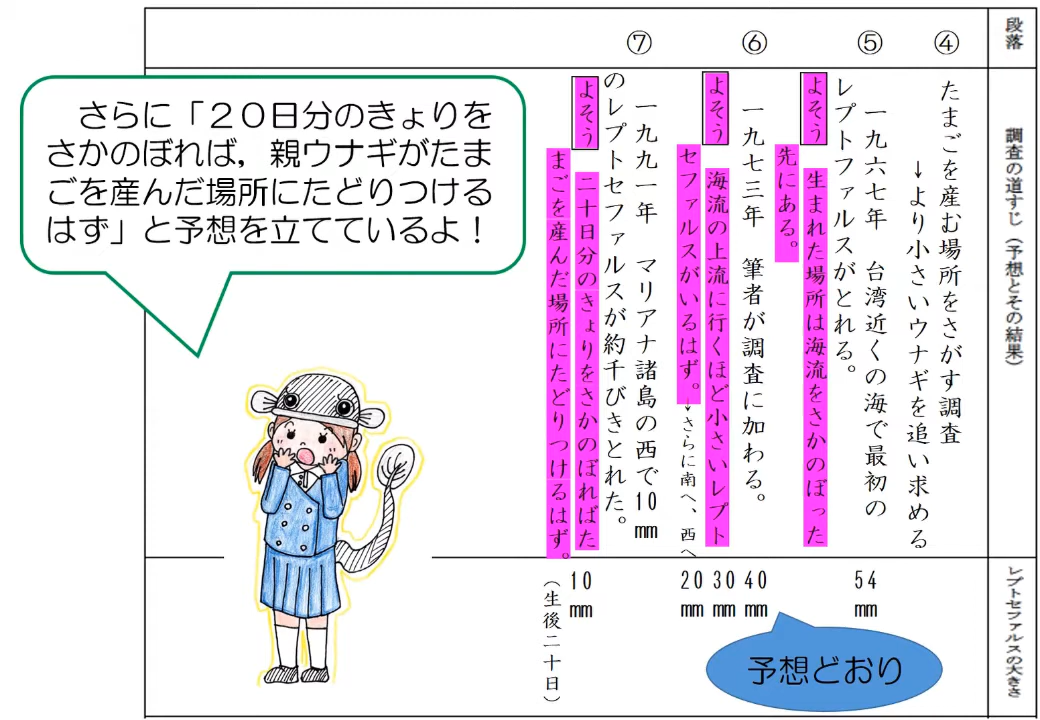 段落
④
⑤
⑥
⑦
調査の道すじ（予想とその結果）
たまごを産む場所をさがす調査
↓より小さいウナギを追い求める
一九六七年　台湾近くの海で最初の
レプトファルスがとれる。
よそう　生まれた場所は海流をさかのぼった
先にある。
一九七三年　筆者が調査に加わる。
よそう　海流の上流に行くほど小さいレプト
セファルスがいるはず。↓さらに南へ、西へ
一九九一年　マリアナ諸島の西で10mm
のレプトセファルスが約千びきとれた。
よそう　二十日分のきょりをさかのぼればた
まごを産んだ場所にたどりつけるはず。
レプトセファルスの大きさ
54mm
40mm
30mm
20mm
10mm
（生後二十日）
さらに「２０日分のきょりを
さかのぼれば，親ウナギがたま
ごを産んだ場所にたどりつける
はず」と予想を立てているよ！
予想どおり